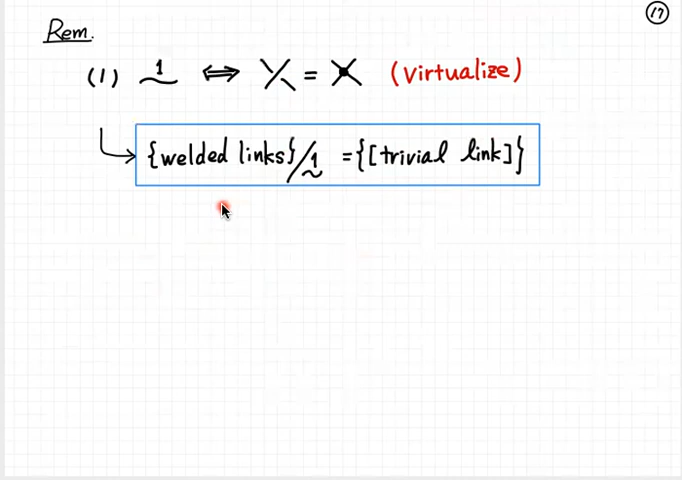 ⑰
Rem.
(1) 1~ ⇔ = (virtualize)
{welded links}/1~ = {[trivial link]}